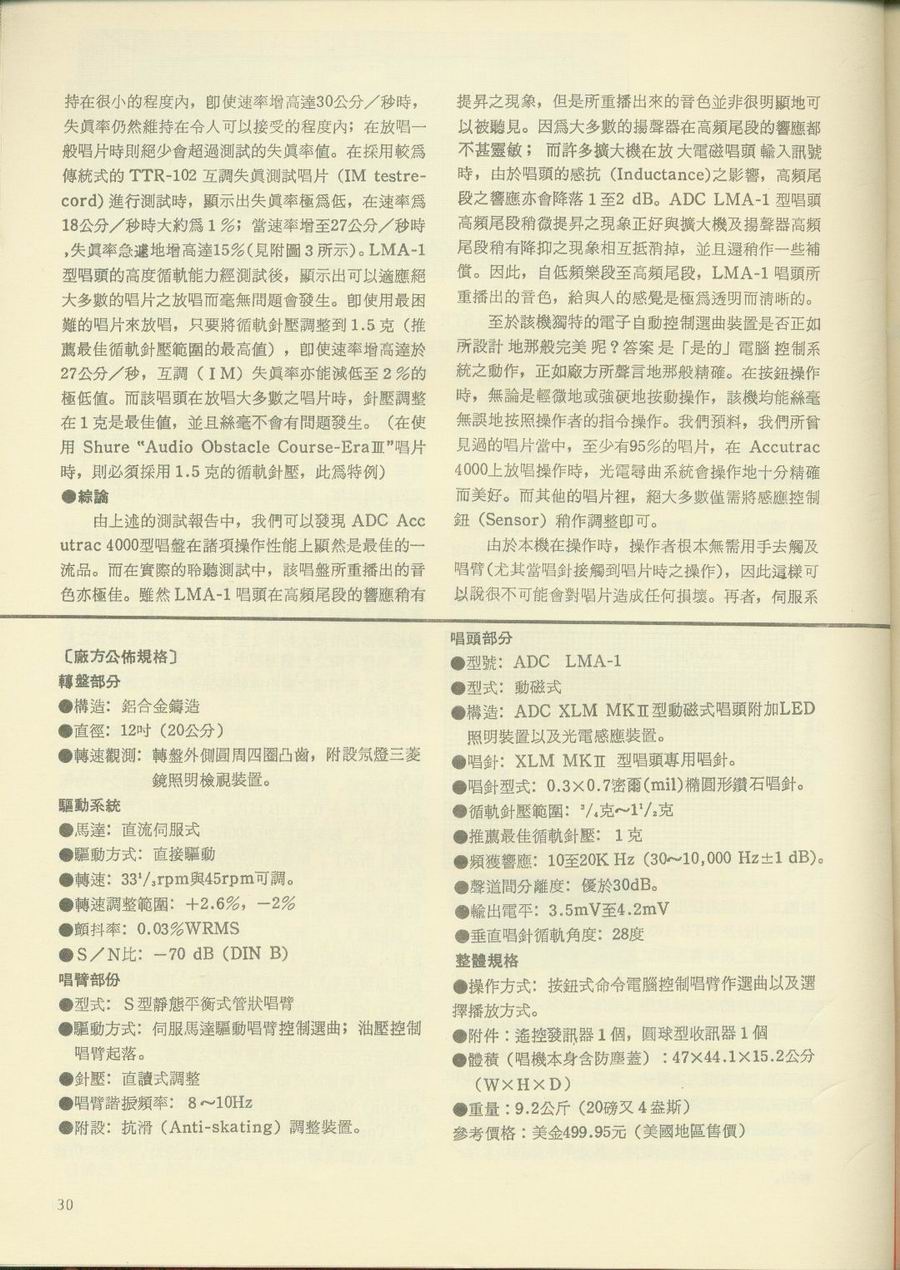 持在很小的程度內，卽使速率增高達30公分／秒時，
失眞率仍然維持在令人可以接受的程度內；在放唱一
般唱片時則絕少會超過測試的失眞率值。在採用較爲
傳統式的 TTR-102 互調失眞測試唱片（IM testre-
cord) 進行測試時，顯示出失眞率極爲低，在速率爲
18公分／秒時大約爲 1 %；當速率增至27公分／秒時
,失眞率急遽地增高達15%(見附圖 3 所示)。LMA-1
型唱頭的高度循軌能力經測試後，顯示出可以適應絕
大多數的唱片之放唱而毫無問題會發生。卽使用最困
難的唱片來放唱，只要將循軌針壓調整到 1.5 克（推
薦最佳循軌針壓範圍的最高值），卽使速率增高達於
27公分／秒，互調（ＩＭ）失眞率亦能減低至 2 %的
極低值。而該唱頭在放唱大多數之唱片時，針壓調整
在 1 克是最佳值，並且絲毫不會有問題發生。（在使
用 Shure “Audio Obstacle Course-EraⅢ”唱片
時，則必須採用 1.5 克的循軌針壓，此爲特例）
●綜論
由上述的測試報告中，我們可以發現 ADC Acc
utrac 4000型唱盤在諸項操作性能上顯然是最佳的一
流品。而在實際的聆聽測試中，該唱盤所重播出的音
色亦極佳。雖然 LMA-1 唱頭在高頻尾段的響應稍有
提昇之現象，但是所重播出來的音色並非很明顯地可
以被聽見。因爲大多數的揚聲器在高頻尾段的響應都
不甚靈敏； 而許多擴大機在放 大電磁唱頭 輸入訊號
時，由於唱頭的感抗（Inductance)之影響，高頻尾
段之響應亦會降落 1 至2 dB。ADC LMA-1 型唱頭
高頻尾段稍微提昇之現象正好與擴大機及揚聲器高頻
尾段稍有降抑之現象相互抵消掉，並且還稍作一些補
償。因此，自低頻樂段至高頻尾段，LMA-1 唱頭所
重播出的音色，給與人的感覺是極爲透明而清晰的。
至於該機獨特的電子自動控制選曲裝置是否正如
所設計 地那般完美 呢？答案 是「是的」電腦 控制系
統之動作，正如廠方所聲言地那般精確。在按鈕操作
時，無論是輕微地或強硬地按動操作，該機均能絲毫
無誤地按照操作者的指令操作。我們預料，我們所曾
見過的唱片當中，至少有95%的唱片，在 Accutrac
4000上放唱操作時，光電尋曲系統會操作地十分精確
而美好。而其他的唱片裡，絕大多數僅需將感應控制
鈕（Sensor）稍作調整卽可。
由於本機在操作時，操作者根本無需用手去觸及
唱臂(尤其當唱針接觸到唱片時之操作)，因此這樣可
以說很不可能會對唱片造成任何損壞。再者，伺服系
〔廠方公佈規格〕
轉盤部分
●構造：鋁合金鑄造
●直徑：12吋（20公分）
●轉速觀測：轉盤外側圓周四圈凸齒，附設氖燈三菱
鏡照明檢視裝置。
驅動系統
●馬達：直流伺服式
●驅動方式：直接驅動
●轉速：33¹/₃rpm與45rpm可調。
●轉速調整範圍：+2.6%，−2%
●顫抖率：0.03%WRMS
●Ｓ／Ｎ比：−70 dB (DIN B)
唱臂部份
●型式：Ｓ型靜態平衡式管狀唱臂
●驅動方式：伺服馬達驅動唱臂控制選曲；油壓控制
唱臂起落。
●針壓：直讀式調整
●唱臂諧振頻率： 8 〜10Hz
●附設：抗滑（Anti-skating）調整裝置。
唱頭部分
●型號：ADC LMA-1
●型式：動磁式
●構造：ADC XLM MKⅡ型動磁式唱頭附加LED
照明裝置以及光電感應裝置。
●唱針：XLM MKⅡ 型唱頭專用唱針。
●唱針型式：0.3×0.7密爾(mil)橢圓形鑽石唱針。
●循軌針壓範圍：³/₄克〜1¹/₂克
●推薦最佳循軌針壓： 1 克
●頻獲響應：10至20K Hz (30〜10,000 Hz±1 dB)。
●聲道間分離度：優於30dB。
●輸出電平：3.5mV至4.2mV
●垂直唱針循軌角度：28度
整體規格
●操作方式：按鈕式命令電腦控制唱臂作選曲以及選
擇播放方式。
●附件：遙控發訊器 1 個，圓球型收訊器 1 個
●體積（唱機本身含防塵蓋）：47×44.1×15.2公分
（W×H×D）
●重量：9.2公斤（20磅又 4 盎斯）
參考價格：美金499.95元（美國地區售價）
30